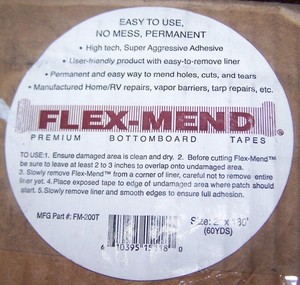 EASY TO USE,
NO MESS, PERMANENT
• High tech, Super Aggressive Adhesive
• User-friendly product with easy-to-remove liner
• Permanent and easy way to mend holes, cuts, and tears
• Manufactured Home/RV repairs, vapor barriers, tarp repairs, etc.
FLEX-MEND
PREMIUM BOTTOMBOARD TAPES
TO USE:1. Ensure damaged area is clean and dry. 2. Before cutting Flex-Mend™
be sure to leave at least 2 to 3 inches to overlap onto undamaged area.
3. Slowly remove Flex-Mend™ from a corner of liner, careful not to remove entire
liner yet. 4. Place exposed tape to edge of undamaged area where patch should
start. 5. Slowly remove liner and smooth edges to ensure full adhesion.
MFG Part #: FM-200T
Size: 180'
(60YDS)